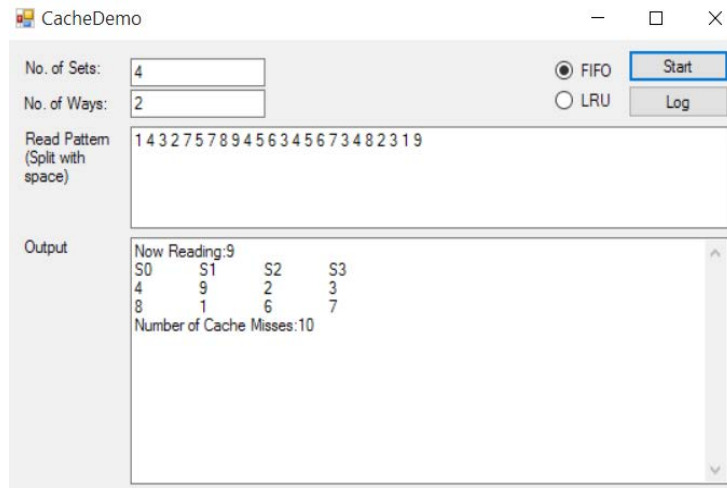 CacheDemo
No. of Sets:
4
FIFO
Start
No. of Ways:
2
LRU
Log
Read Pattern
(Split with
space)
1 4 3 2 7 5 7 8 9 4 5 6 3 4 5 6 7 3 4 8 2 3 1 9
Output
Now Reading:9
S0 S1 S2 S3
4 9 2 3
8 1 6 7
Number of Cache Misses:10